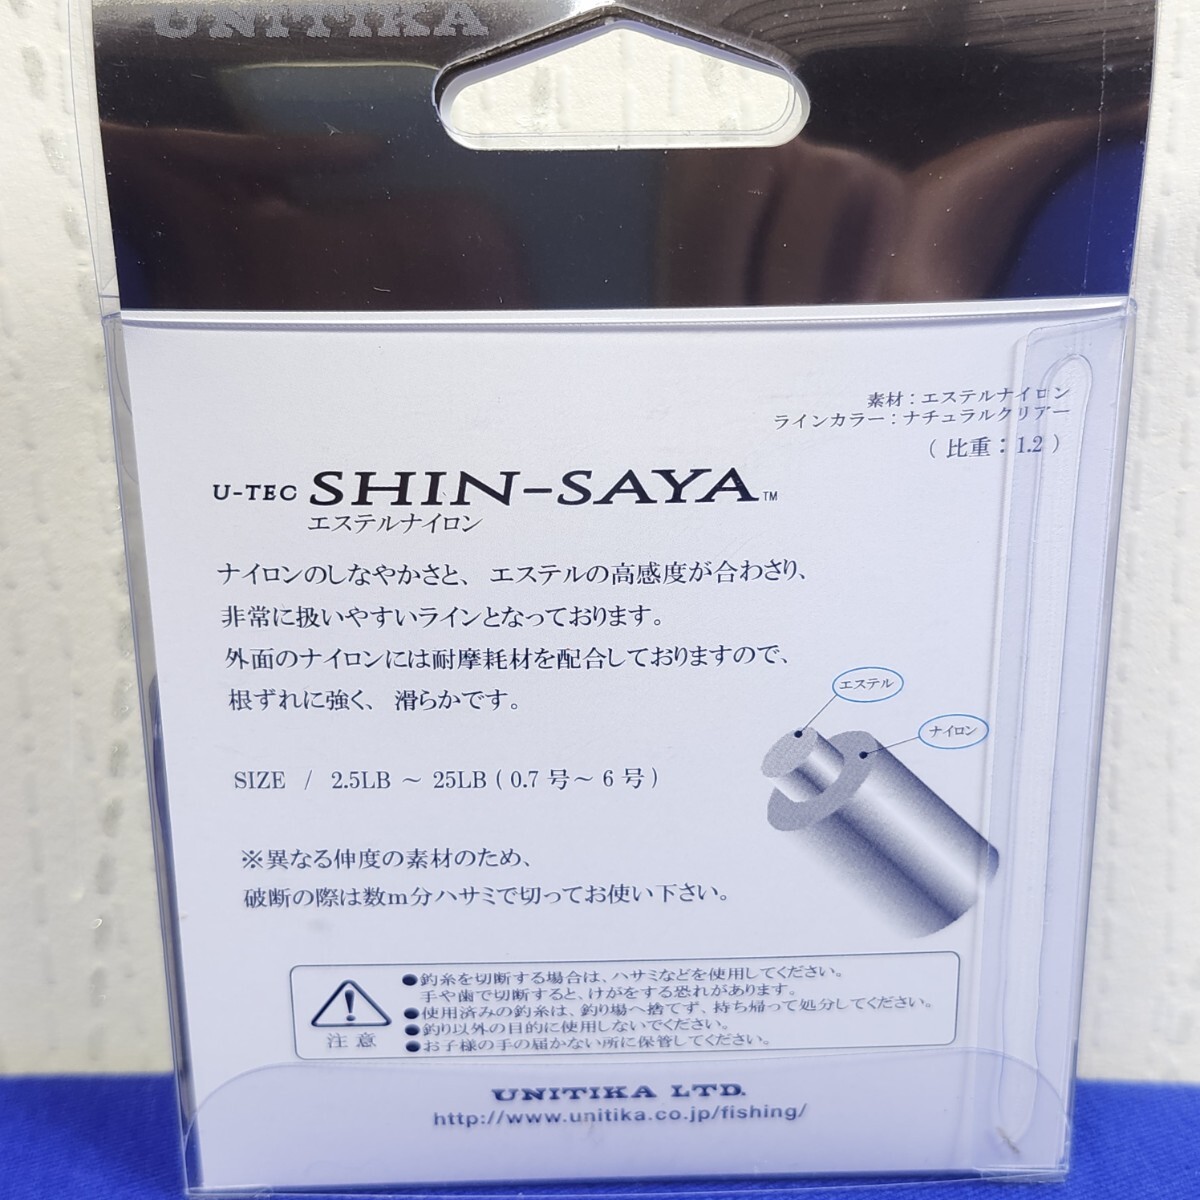 UNITIKA
素材：エステルナイロン
ラインカラー：ナチュラルクリアー
（ 比重：1.2 ）
U-TEC SHIN-SAYA™
エステルナイロン
ナイロンのしなやかさと、エステルの高感度が合わさり、
非常に扱いやすいラインとなっております。
外面のナイロンには耐摩耗材を配合しておりますので、
根ずれに強く、滑らかです。
エステル
ナイロン
SIZE / 2.5LB ～ 25LB ( 0.7 号～ 6 号 )
※異なる伸度の素材のため、
破断の際は数m分ハサミで切ってお使い下さい。
注意
●釣糸を切断する場合は、ハサミなどを使用してください。
手や歯で切断すると、けがをする恐れがあります。
●使用済みの釣糸は、釣り場へ捨てず、持ち帰って処分してください。
●釣り以外の目的に使用しないでください。
●お子様の手の届かない所に保管してください。
UNITIKA LTD.
http://www.unitika.co.jp/fishing/